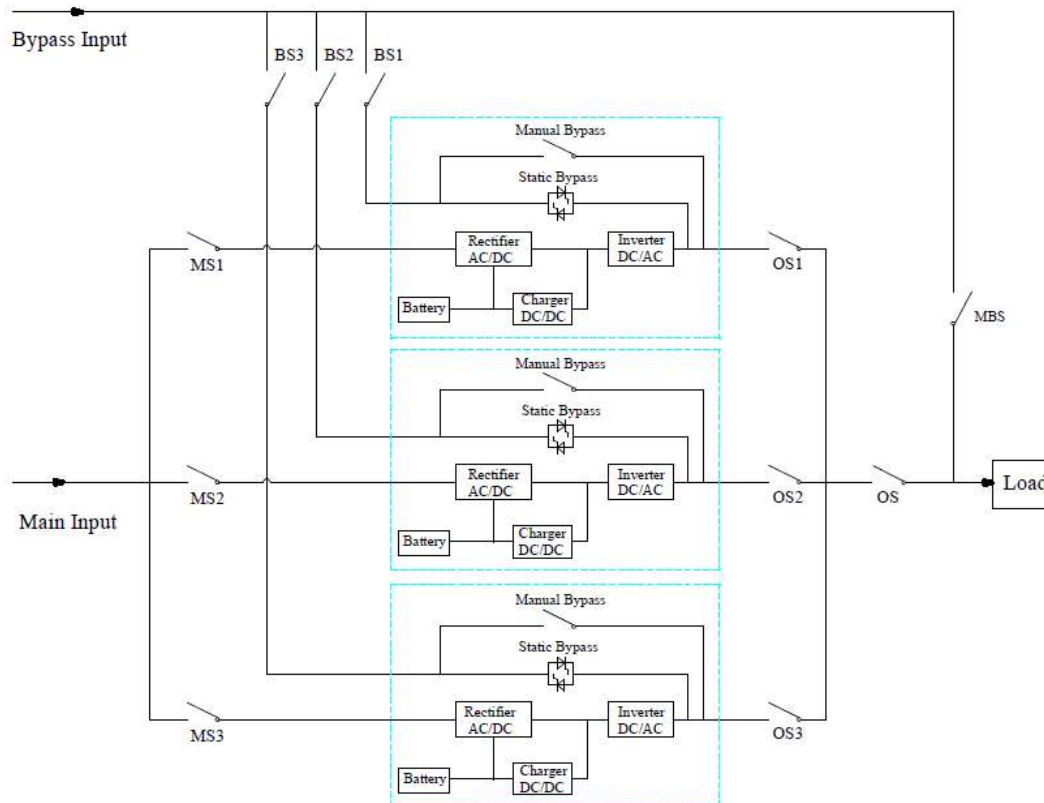 Bypass Input
BS3
BS2
BS1
Manual Bypass
Static Bypass
Rectifier
AC/DC
Inverter
DC/AC
MS1
OS1
Battery
Charger
DC/DC
MBS
Manual Bypass
Static Bypass
Rectifier
AC/DC
Inverter
DC/AC
Main Input
MS2
OS2
OS
Load
Battery
Charger
DC/DC
Manual Bypass
Static Bypass
Rectifier
AC/DC
Inverter
DC/AC
MS3
OS3
Battery
Charger
DC/DC